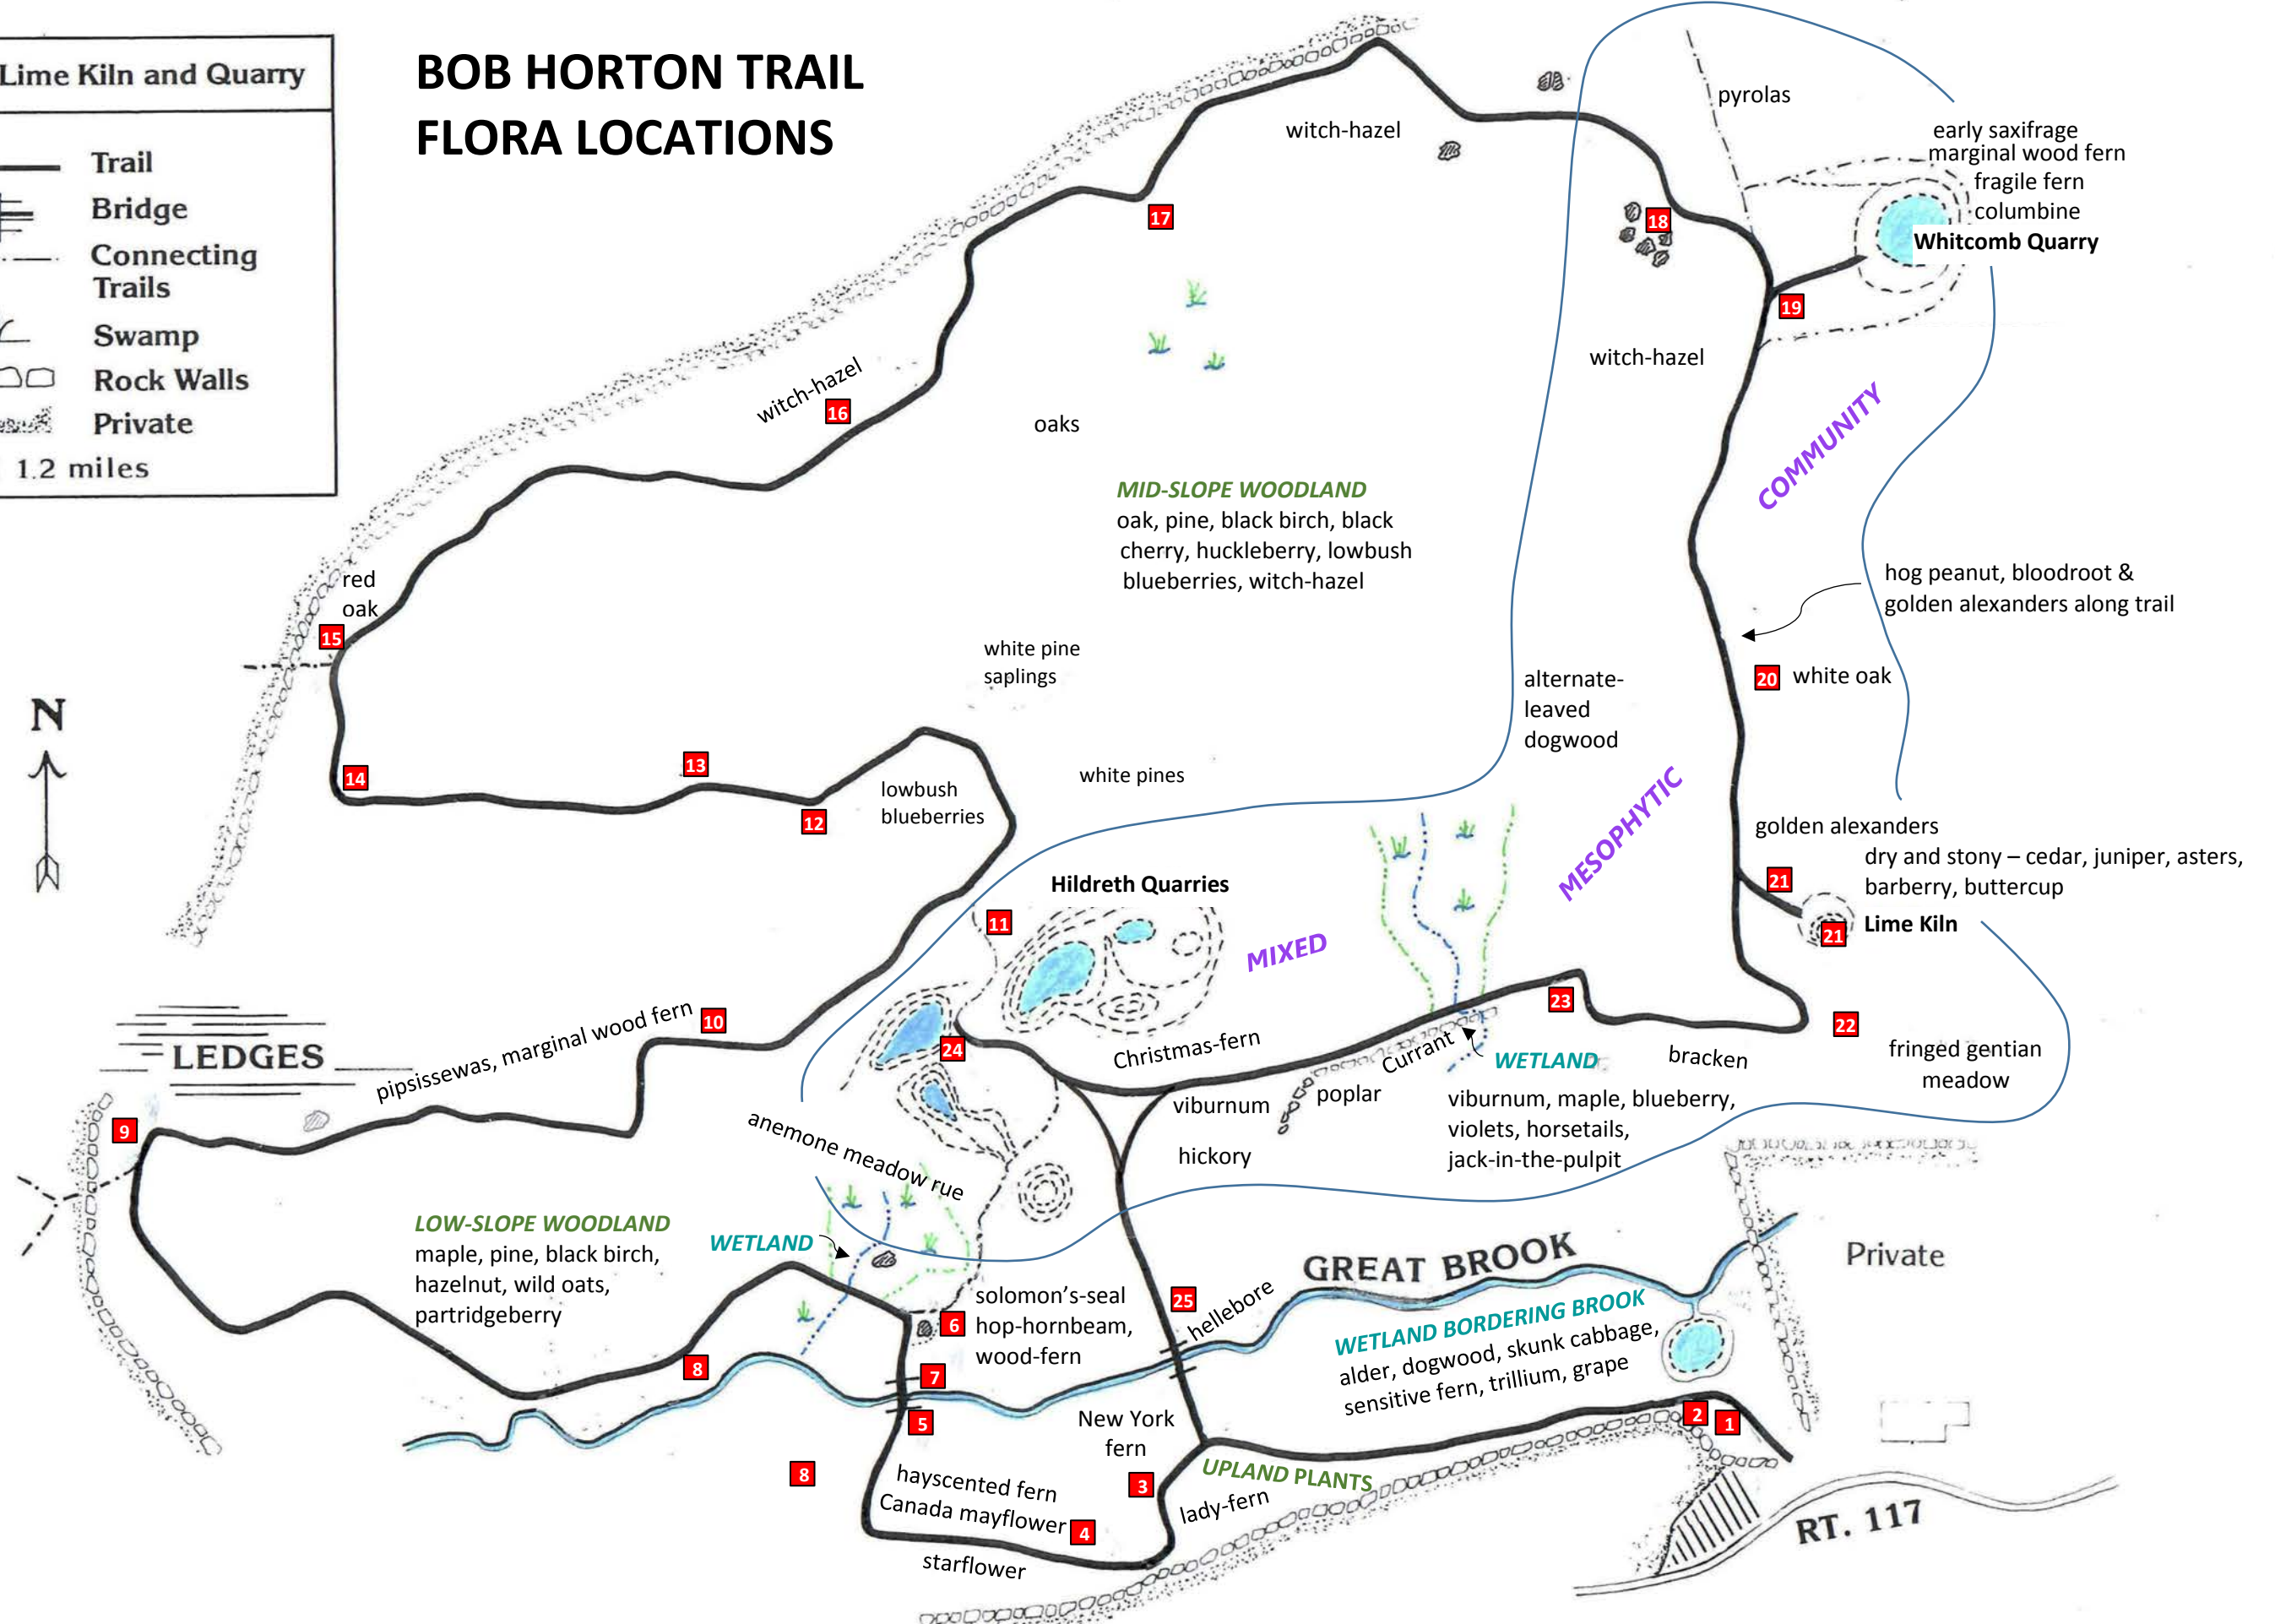 Lime Kiln and Quarry
Trail
Bridge
Connecting
Trails
Swamp
Rock Walls
Private
1.2 miles
BOB HORTON TRAIL
FLORA LOCATIONS
witch-hazel
pyrolas
early saxifrage
marginal wood fern
fragile fern
columbine
Whitcomb Quarry
17
18
19
witch-hazel
witch-hazel
16
oaks
COMMUNITY
MID-SLOPE WOODLAND
oak, pine, black birch, black
cherry, huckleberry, lowbush
blueberries, witch-hazel
red
oak
15
hog peanut, bloodroot &
golden alexanders along trail
white pine
saplings
alternate-
leaved
dogwood
20
white oak
N
14
13
12
lowbush
blueberries
white pines
MESOPHYTIC
golden alexanders
dry and stony – cedar, juniper, asters,
barberry, buttercup
21
Lime Kiln
21
Hildreth Quarries
11
MIXED
LEDGES
pipsissewas, marginal wood fern
10
24
Christmas-fern
Currant
23
22
WETLAND
bracken
fringed gentian
meadow
9
anemone meadow rue
viburnum
poplar
viburnum, maple, blueberry,
violets, horsetails,
jack-in-the-pulpit
hickory
LOW-SLOPE WOODLAND
maple, pine, black birch,
hazelnut, wild oats,
partridgeberry
WETLAND
GREAT BROOK
Private
solomon's-seal
hop-hornbeam,
wood-fern
6
25
hellebore
WETLAND BORDERING BROOK
alder, dogwood, skunk cabbage,
sensitive fern, trillium, grape
8
7
5
New York
fern
2
1
8
hayscented fern
Canada mayflower
4
3
UPLAND PLANTS
lady-fern
starflower
RT. 117